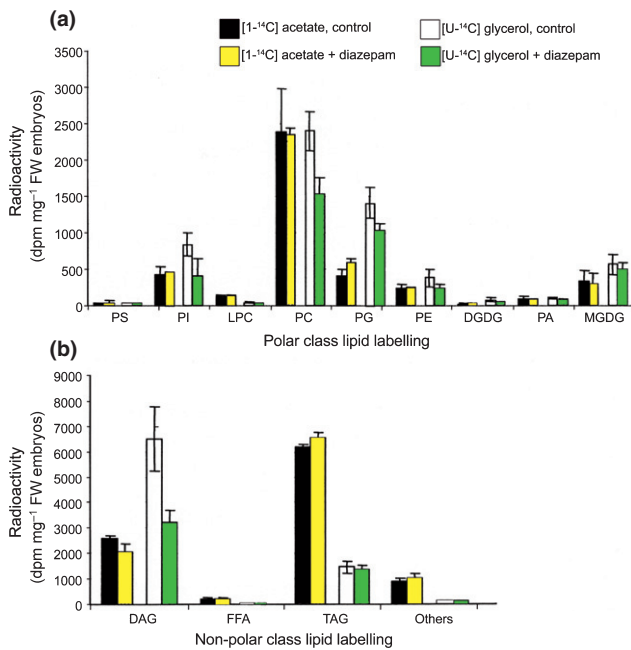 (a)
[1-¹⁴C] acetate, control
[U-¹⁴C] glycerol, control
[1-¹⁴C] acetate + diazepam
[U-¹⁴C] glycerol + diazepam
3500
3000
2500
2000
1500
1000
500
0
Radioactivity
(dpm mg⁻¹ FW embryos)
PS PI LPC PC PG PE DGDG PA MGDG
Polar class lipid labelling
(b)
9000
8000
7000
6000
5000
4000
3000
2000
1000
0
Radioactivity
(dpm mg⁻¹ FW embryos)
DAG FFA TAG Others
Non-polar class lipid labelling